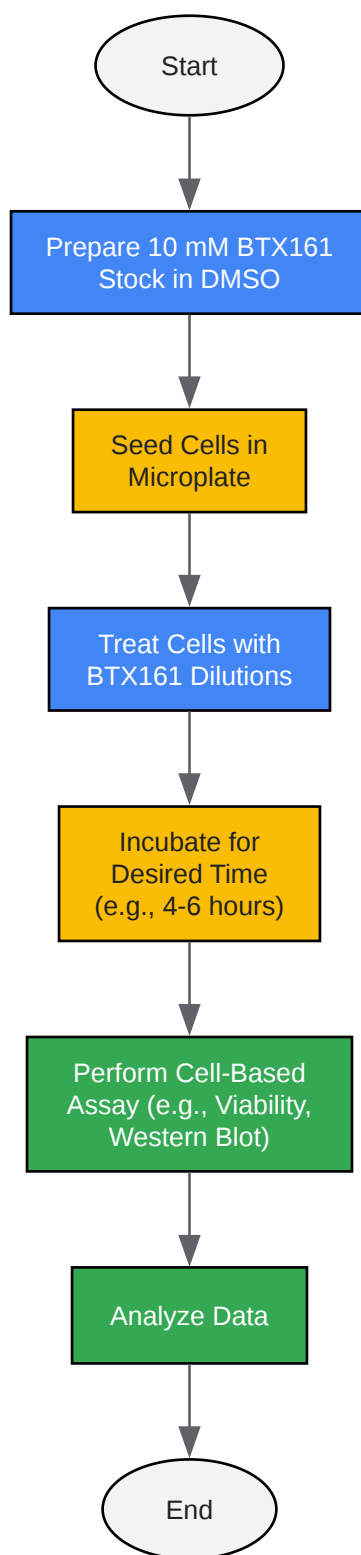 Start
Prepare 10 mM BTX161
Stock in DMSO
Seed Cells in
Microplate
Treat Cells with
BTX161 Dilutions
Incubate for
Desired Time
(e.g., 4-6 hours)
Perform Cell-Based
Assay (e.g., Viability,
Western Blot)
Analyze Data
End